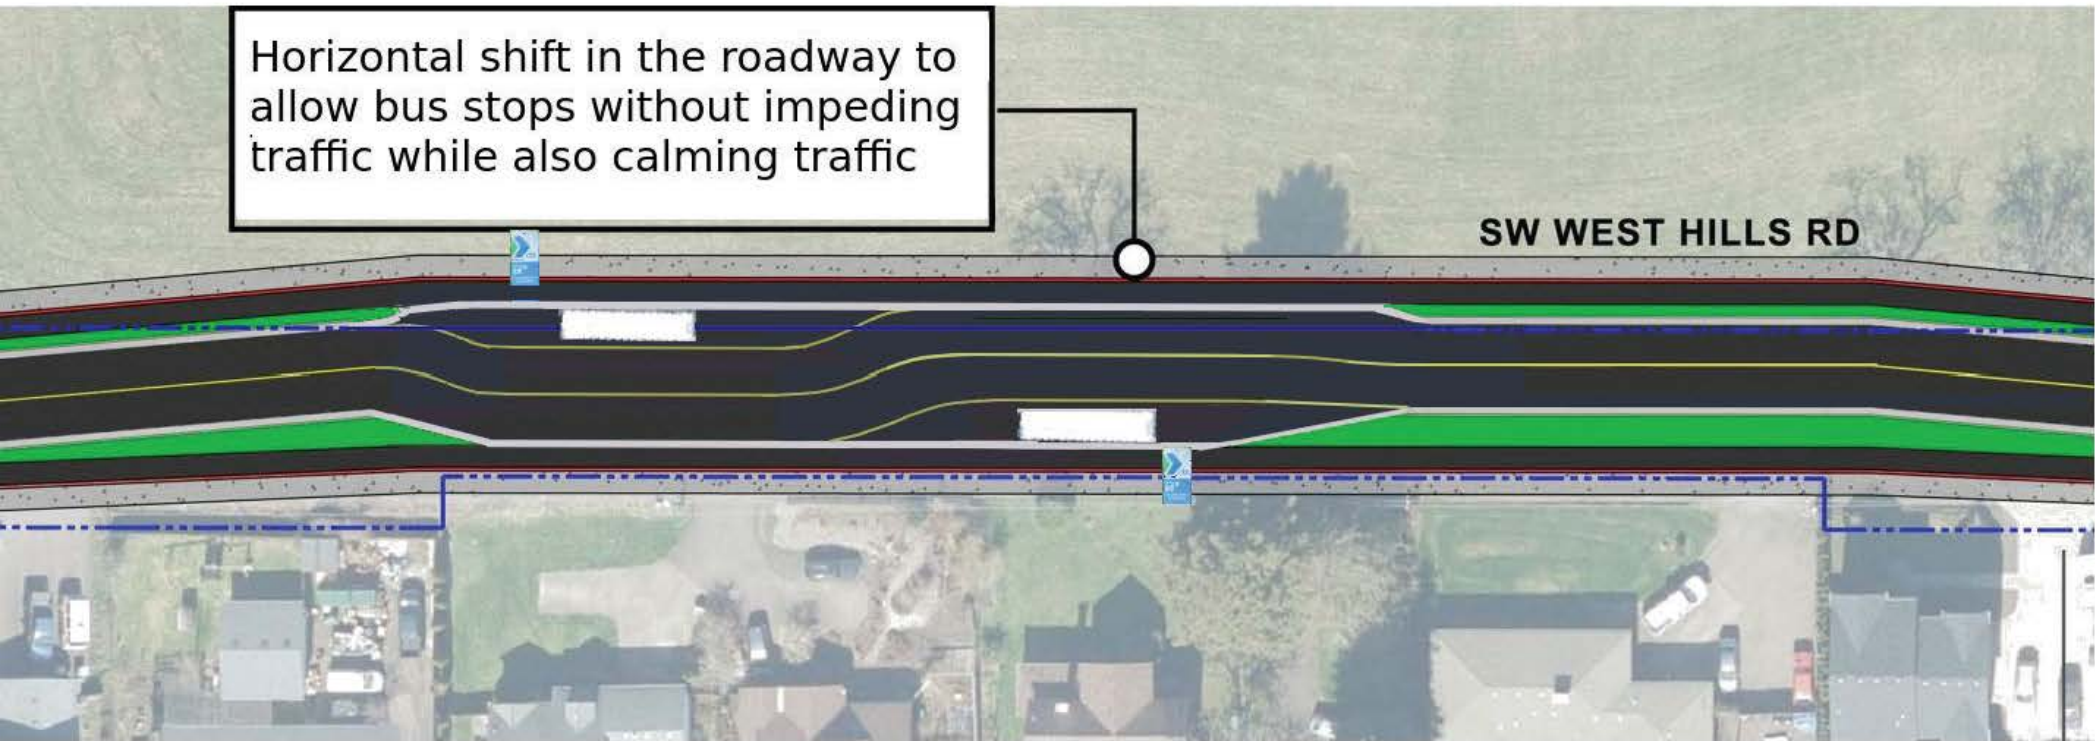 Horizontal shift in the roadway to
allow bus stops without impeding
traffic while also calming traffic
SW WEST HILLS RD